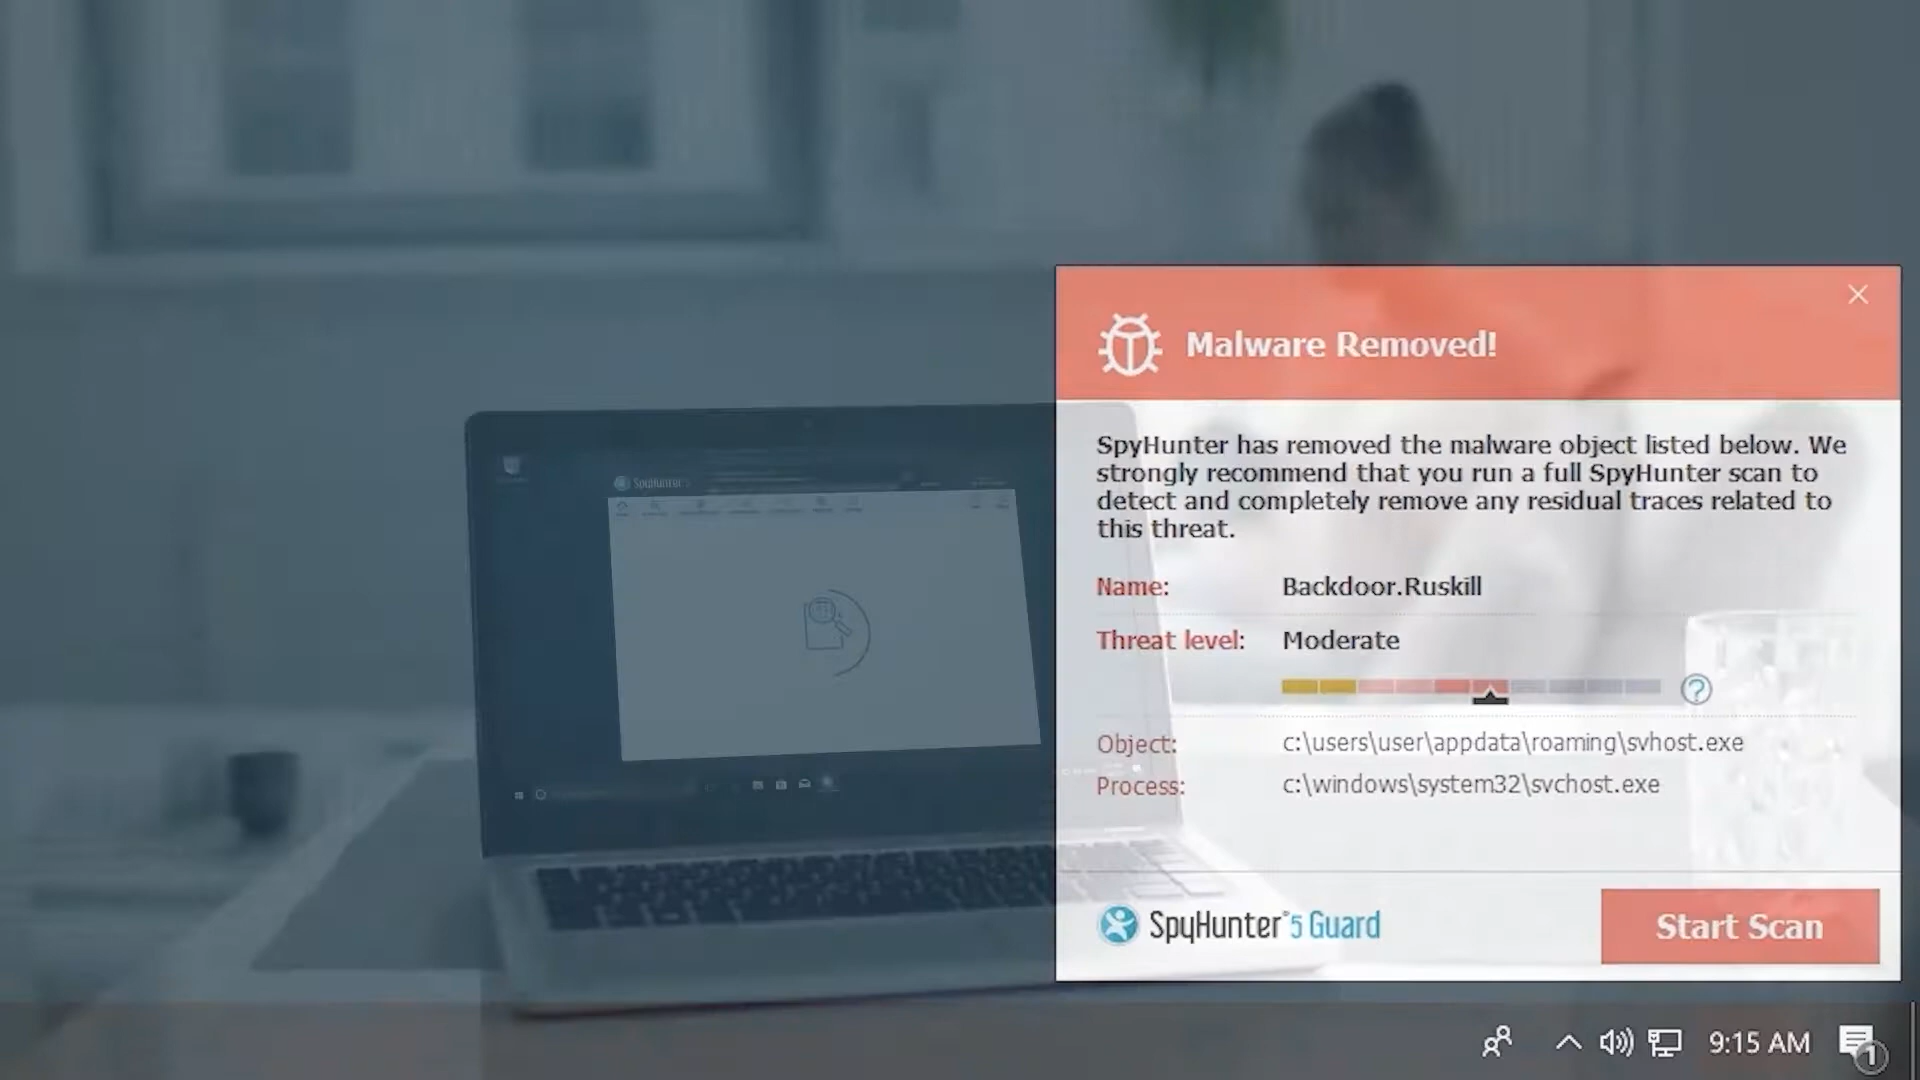 Malware Removed!
SpyHunter has removed the malware object listed below. We
strongly recommend that you run a full SpyHunter scan to
detect and completely remove any residual traces related to
this threat.
Name: Backdoor.Ruskill
Threat level: Moderate
?
Object: c:\users\user\appdata\roaming\svhost.exe
Process: c:\windows\system32\svchost.exe
SpyHunter® 5 Guard
Start Scan
SpyHunter 5
9:15 AM
1